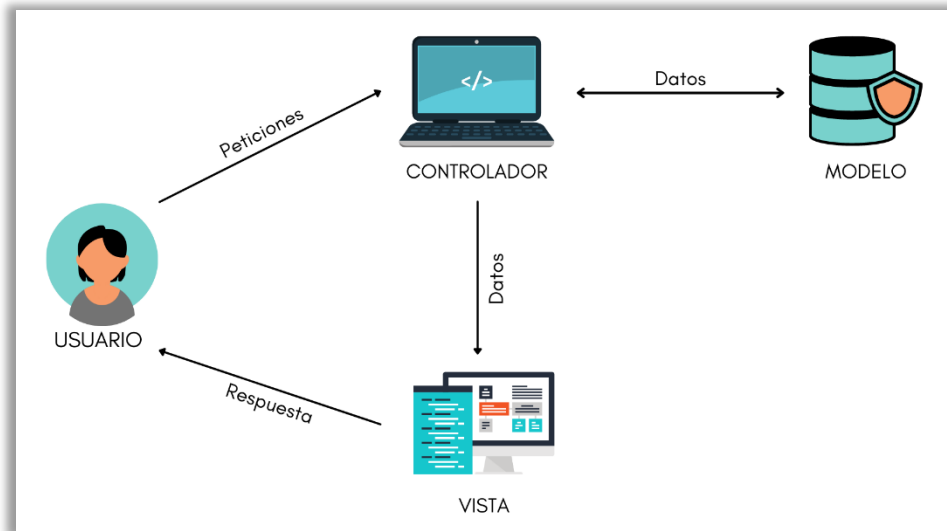 </>
Datos
Peticiones
CONTROLADOR
MODELO
Datos
USUARIO
Respuesta
VISTA